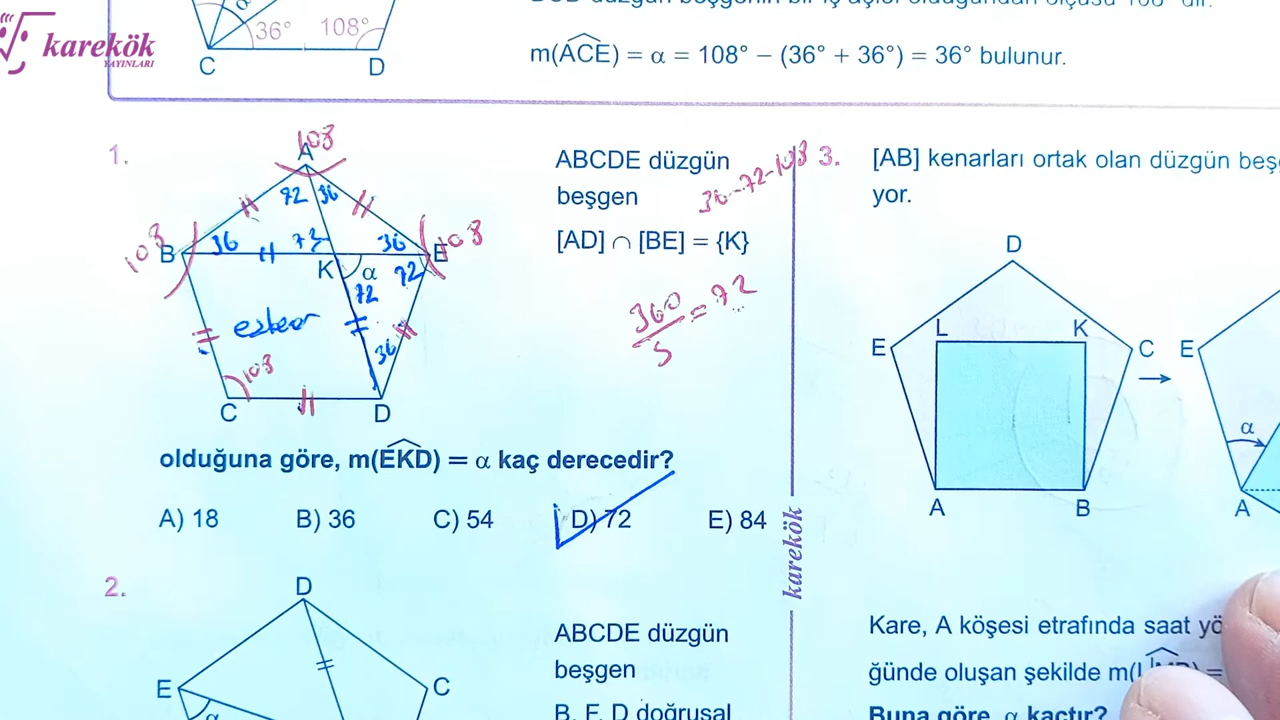 karekök
YAYINLARI
α
36°
108°
C
D
m(ACE) = α = 108° − (36° + 36°) = 36° bulunur.
1.
108
A
72
36
108
B
36
72
36
E
108
K
α
72
72
eşkenar
36
108
C
D
ABCDE düzgün
beşgen
36-72-108
[AD] ∩ [BE] = {K}
360
5
= 72
olduğuna göre, m(EKD) = α kaç derecedir?
A) 18
B) 36
C) 54
D) 72
E) 84
2.
D
E
C
α
ABCDE düzgün
beşgen
B, F, D doğrusal
karekök
3.
[AB] kenarları ortak olan düzgün beşg
yor.
D
L
K
E
C
E
α
A
B
A
Kare, A köşesi etrafında saat yö
ğünde oluşan şekilde m(
Buna göre, α kaçtır?